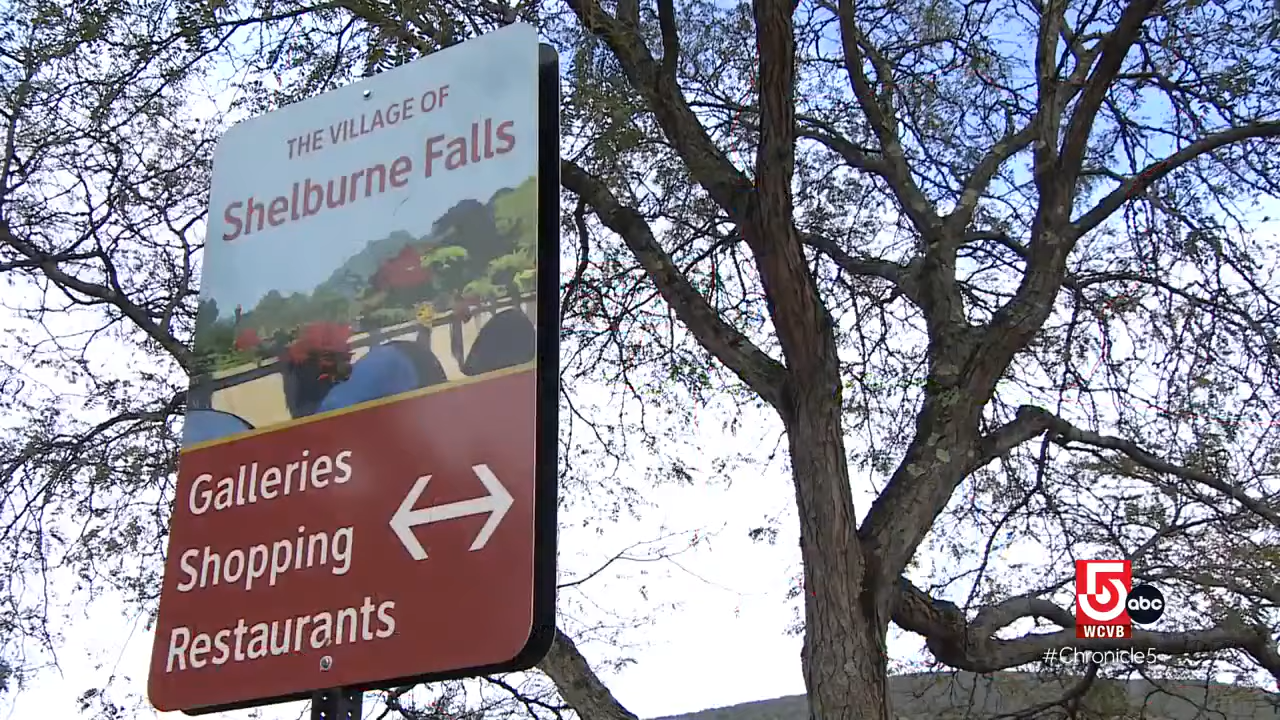 THE VILLAGE OF
Shelburne Falls
Galleries
Shopping
Restaurants
5
abc
WCVB
#Chronicle5